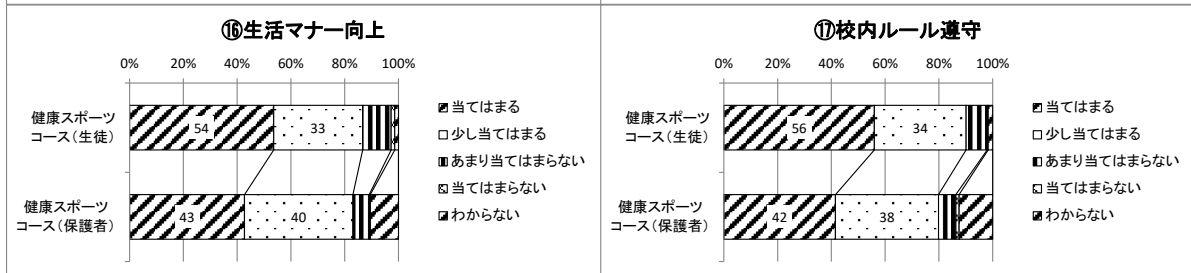 ⑯生活マナー向上
0% 20% 40% 60% 80% 100%
健康スポーツ
コース（生徒）
54 33
健康スポーツ
コース（保護者）
43 40
当てはまる
少し当てはまる
あまり当てはまらない
当てはまらない
わからない
⑰校内ルール遵守
0% 20% 40% 60% 80% 100%
健康スポーツ
コース（生徒）
56 34
健康スポーツ
コース（保護者）
42 38
当てはまる
少し当てはまる
あまり当てはまらない
当てはまらない
わからない